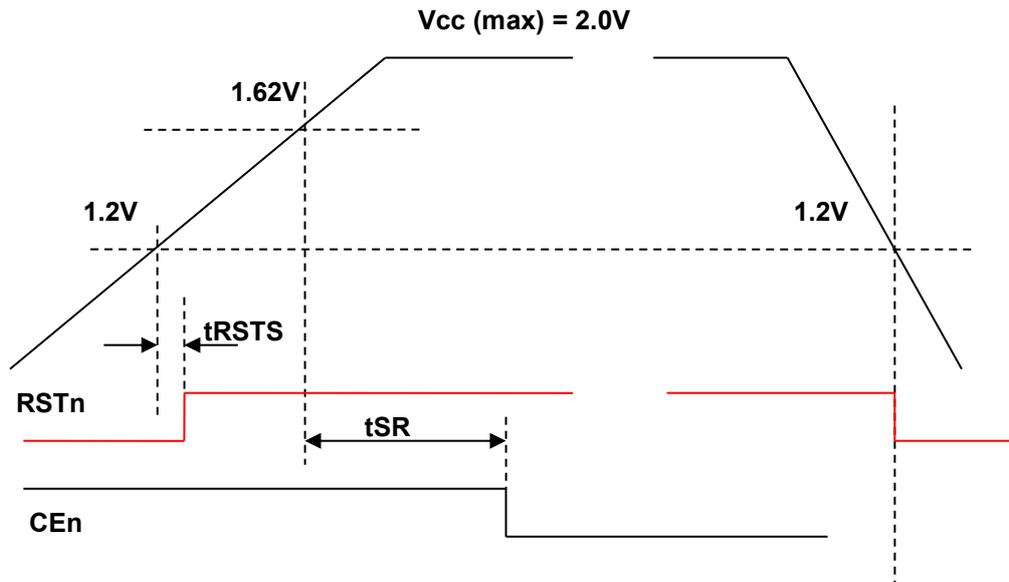 Vcc (max) = 2.0V
1.62V
1.2V
1.2V
tRSTS
RSTn
tSR
CEn